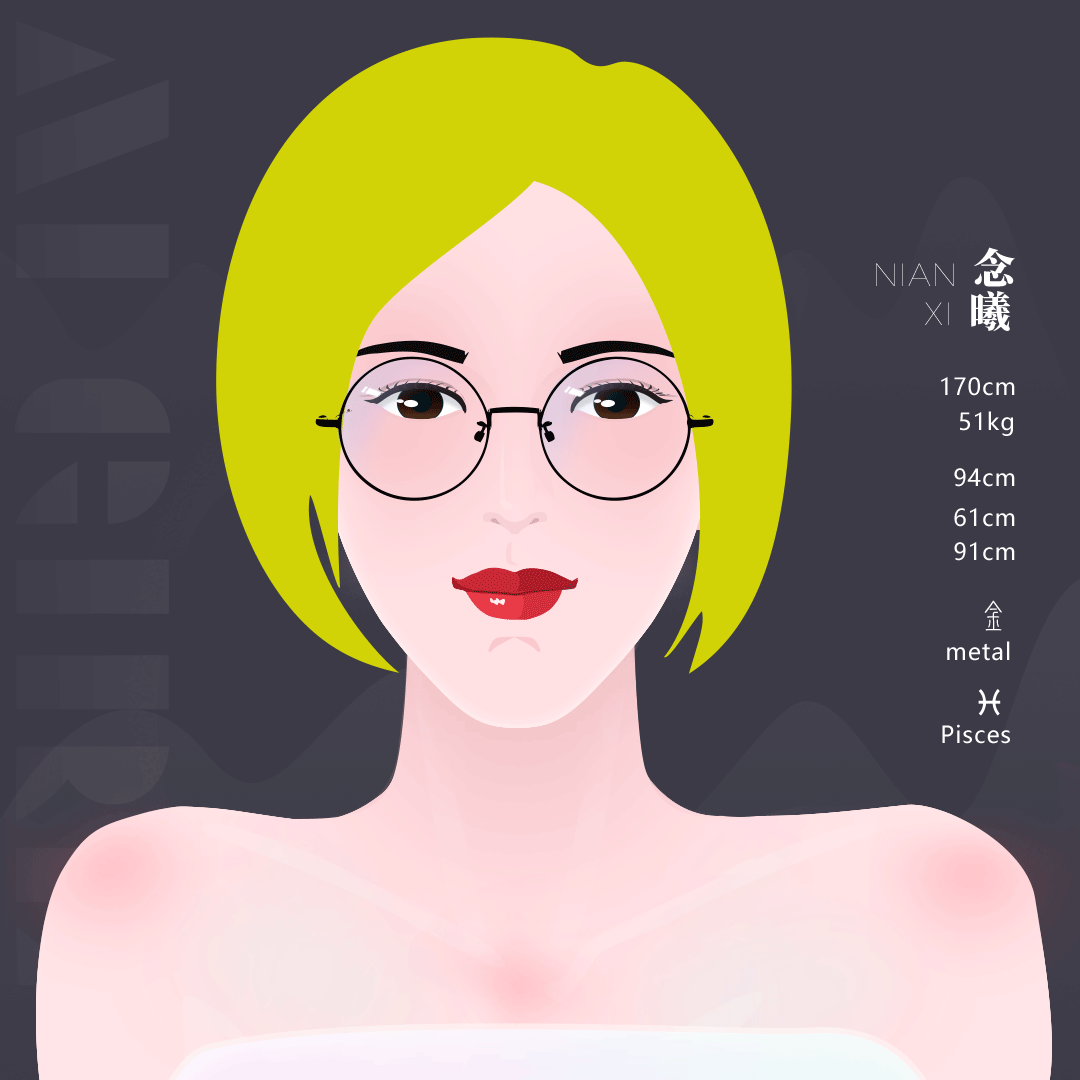 NIAN 念
XI 曦
170cm
51kg
94cm
61cm
91cm
金
metal
♓
Pisces